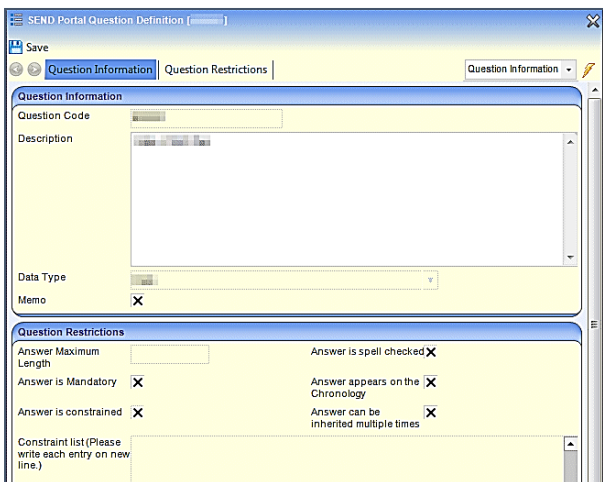 SEND Portal Question Definition [ ]
Save
Question Information Question Restrictions Question Information
Question Information
Question Code
Description
Data Type
Memo
Question Restrictions
Answer Maximum Length Answer is spell checked
Answer is Mandatory Answer appears on the Chronology
Answer is constrained Answer can be inherited multiple times
Constraint list (Please
write each entry on new
line.)